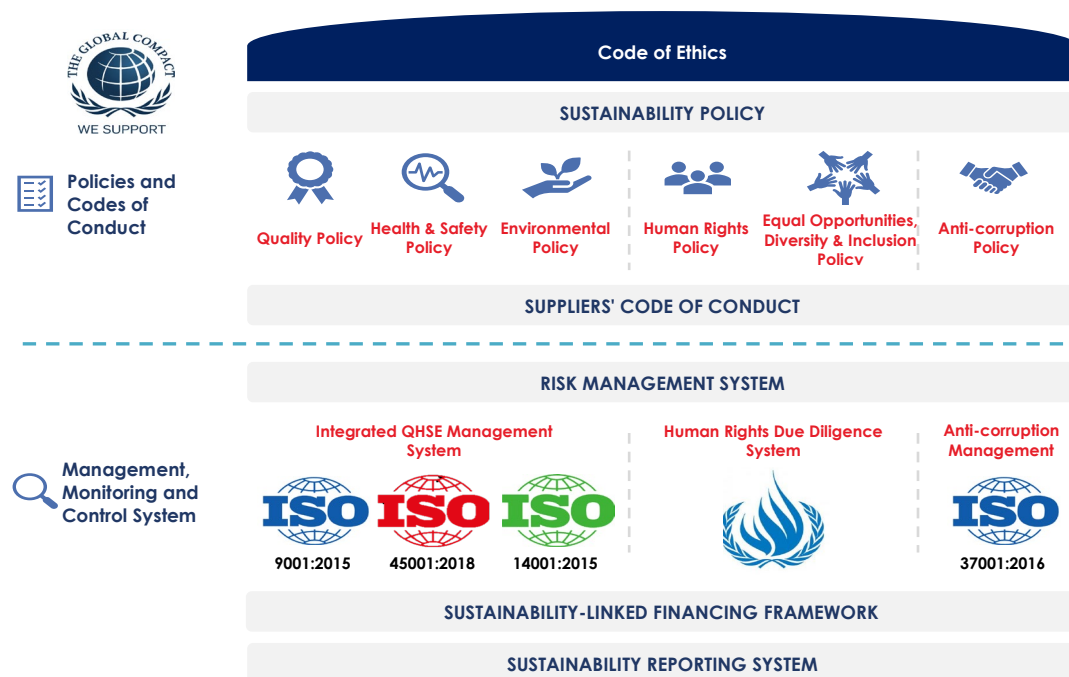 THE GLOBAL COMPACT
WE SUPPORT
Code of Ethics
SUSTAINABILITY POLICY
Policies and
Codes of
Conduct
Quality Policy
Health & Safety
Policy
Environmental
Policy
Human Rights
Policy
Equal Opportunities,
Diversity & Inclusion
Policy
Anti-corruption
Policy
SUPPLIERS' CODE OF CONDUCT
RISK MANAGEMENT SYSTEM
Management,
Monitoring and
Control System
Integrated QHSE Management
System
ISO
9001:2015
ISO
45001:2018
ISO
14001:2015
Human Rights Due Diligence
System
Anti-corruption
Management
ISO
37001:2016
SUSTAINABILITY-LINKED FINANCING FRAMEWORK
SUSTAINABILITY REPORTING SYSTEM